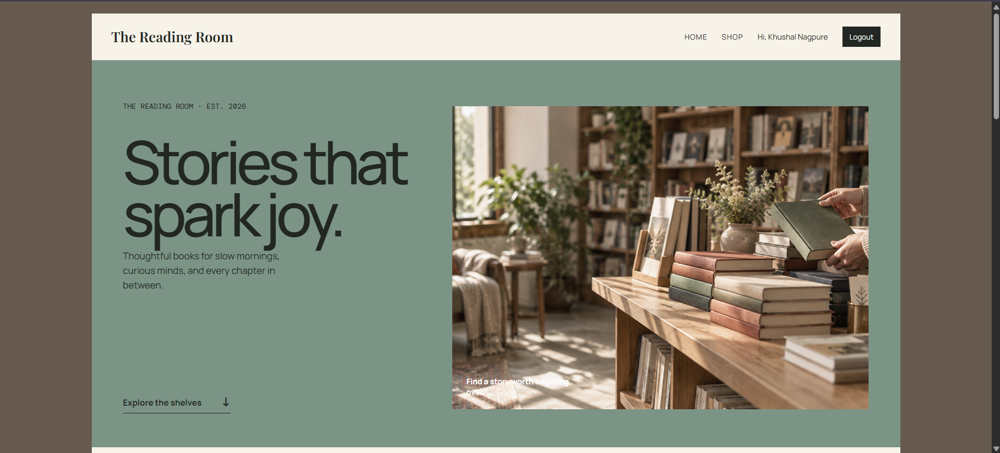 The Reading Room
HOME
SHOP
Hi, Khushal Nagpure
Logout
THE READING ROOM · EST. 2026
Stories that
spark joy.
Thoughtful books for slow mornings,
curious minds, and every chapter in
between.
Explore the shelves ↓
Find a story worth lingering
over.